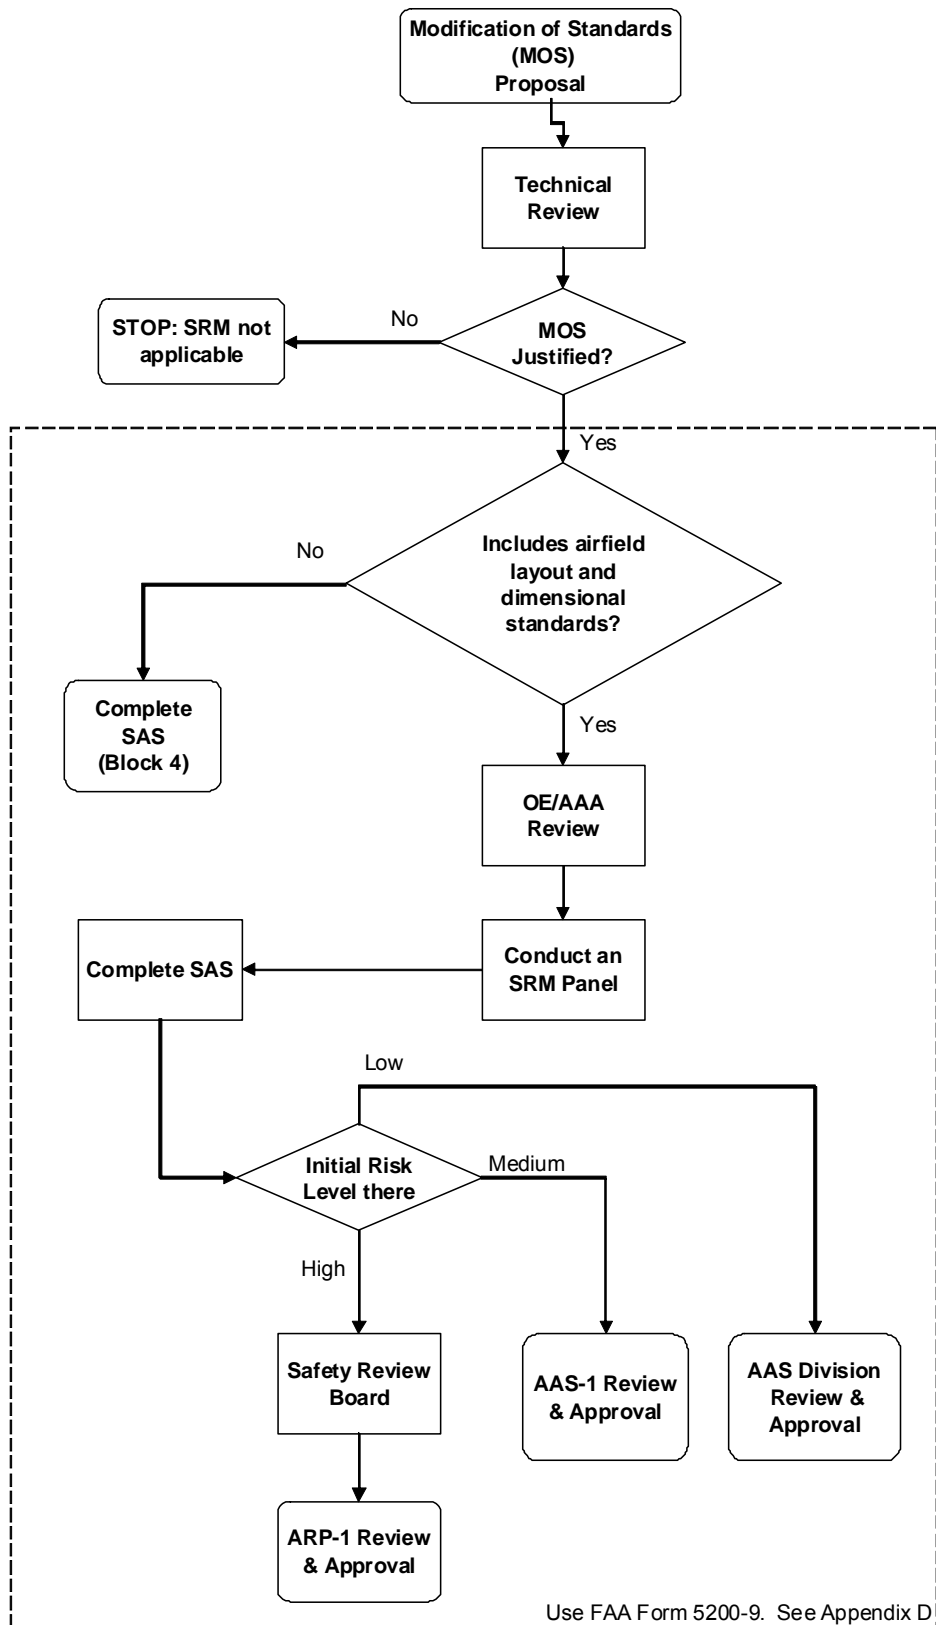 Modification of Standards
(MOS)
Proposal
Technical
Review
MOS
Justified?
No
STOP: SRM not
applicable
Yes
Includes airfield
layout and
dimensional
standards?
No
Complete
SAS
(Block 4)
Yes
OE/AAA
Review
Conduct an
SRM Panel
Complete SAS
Low
Initial Risk
Level there
Medium
High
Safety Review
Board
AAS-1 Review
& Approval
AAS Division
Review &
Approval
ARP-1 Review
& Approval
Use FAA Form 5200-9.  See Appendix D